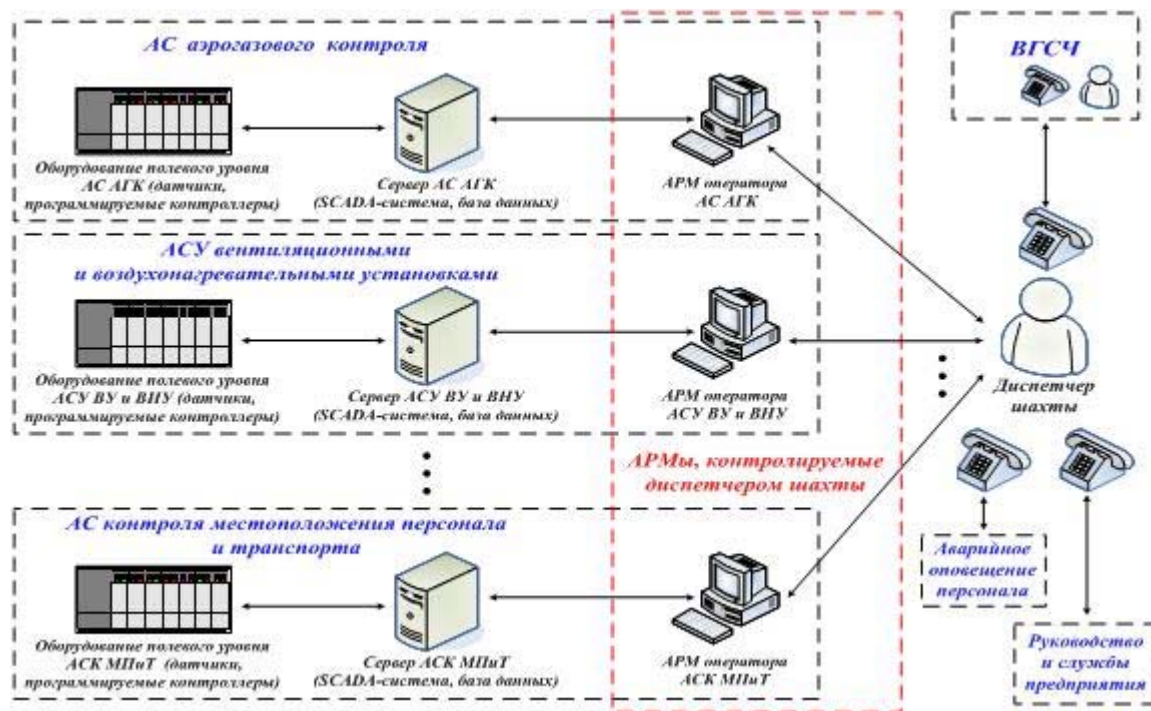 АС аэрогазового контроля
Оборудование полевого уровня
АС АГК (датчики,
программируемые контроллеры)
Сервер АС АГК
(SCADA-система, база данных)
АРМ оператора
АС АГК
ВГСЧ
АСУ вентиляционными
и воздухонагревательными установками
Оборудование полевого уровня
АСУ ВУ и ВНУ (датчики,
программируемые контроллеры)
Сервер АСУ ВУ и ВНУ
(SCADA-система, база данных)
АРМ оператора
АСУ ВУ и ВНУ
Диспетчер
шахты
АРМы, контролируемые
диспетчером шахты
АС контроля местоположения персонала
и транспорта
Оборудование полевого уровня
АСК МПиТ (датчики,
программируемые контроллеры)
Сервер АСК МПиТ
(SCADA-система, база данных)
АРМ оператора
АСК МПиТ
Аварийное
оповещение
персонала
Руководство
и службы
предприятия